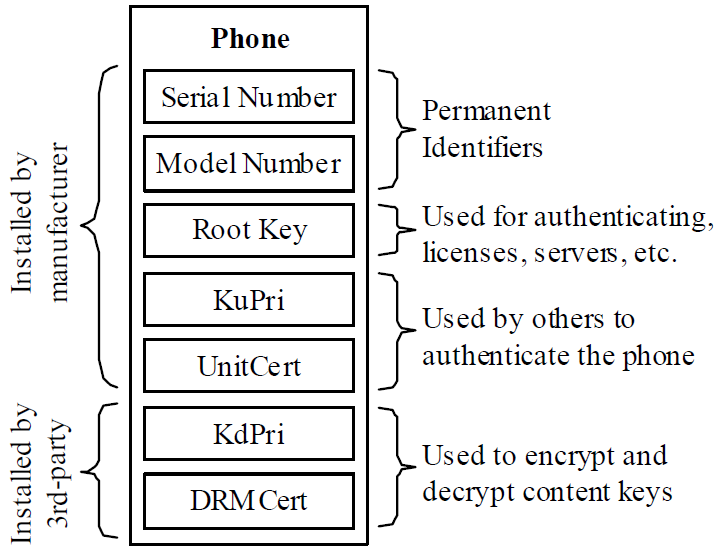 Phone
Serial Number
Model Number
Root Key
KuPri
UnitCert
KdPri
DRMCert
Installed by
manufacturer
Installed by
3rd-party
Permanent
Identifiers
Used for authenticating,
licenses, servers, etc.
Used by others to
authenticate the phone
Used to encrypt and
decrypt content keys